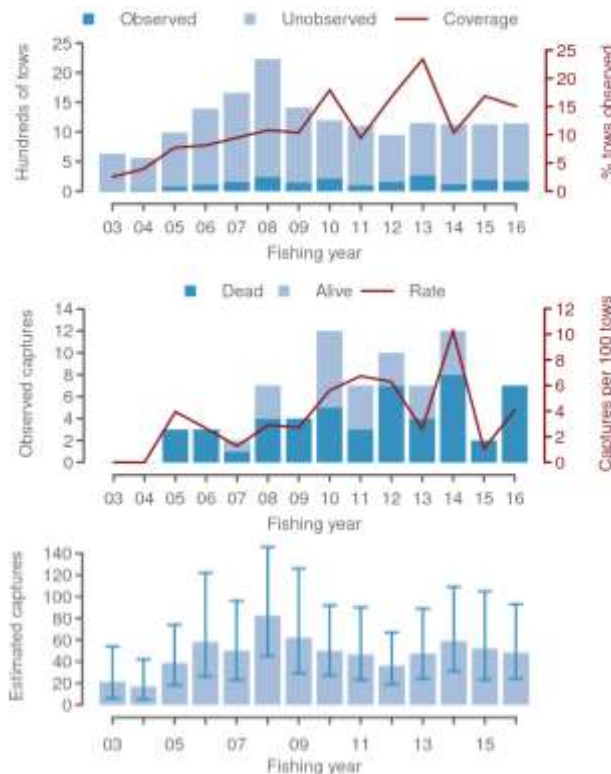 Observed Unobserved Coverage
Hundreds of tows
25
20
15
10
5
0
25
20
15
10
5
0
% tows observed
03 04 05 06 07 08 09 10 11 12 13 14 15 16
Fishing year
Dead Alive Rate
Observed captures
14
12
10
8
6
4
2
0
12
10
8
6
4
2
0
Captures per 100 tows
03 04 05 06 07 08 09 10 11 12 13 14 15 16
Fishing year
Estimated captures
140
120
100
80
60
40
20
0
03 05 07 09 11 13 15
Fishing year